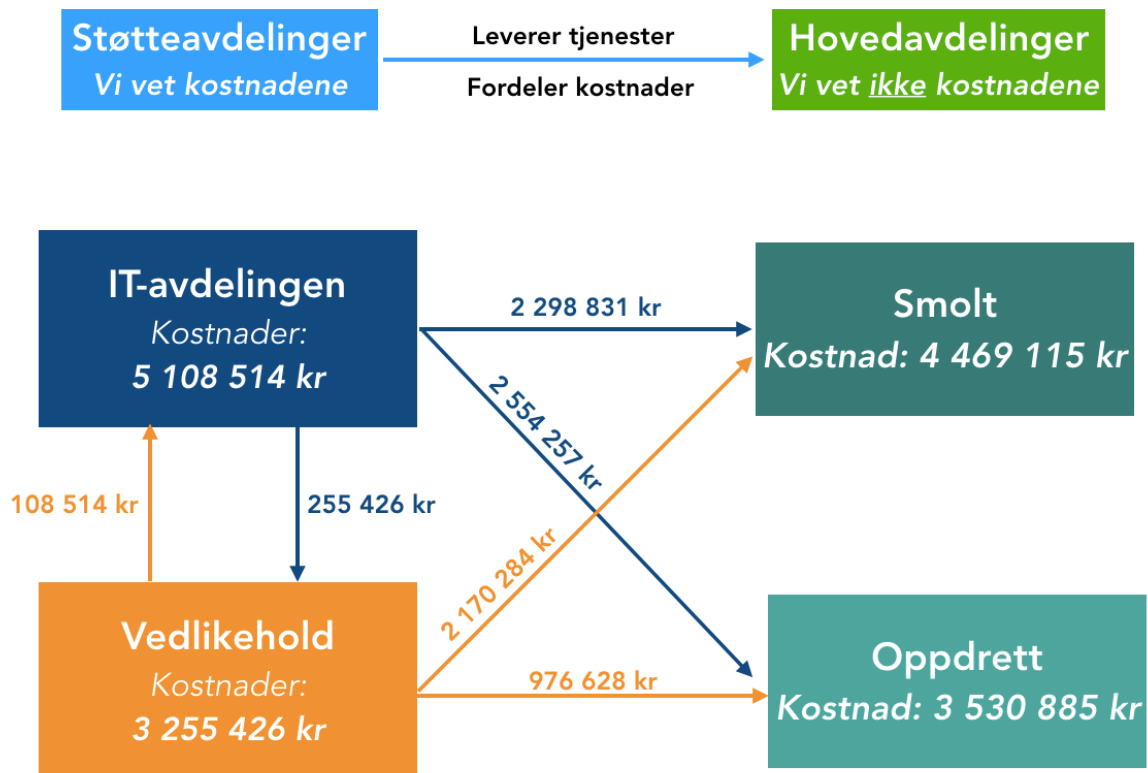 Støtteavdelinger
Vi vet kostnadene
Leverer tjenester
Fordeler kostnader
Hovedavdelinger
Vi vet ikke kostnadene
IT-avdelingen
Kostnader:
5 108 514 kr
2 298 831 kr
Smolt
Kostnad: 4 469 115 kr
2 554 257 kr
108 514 kr
255 426 kr
2 170 284 kr
Vedlikehold
Kostnader:
3 255 426 kr
976 628 kr
Oppdrett
Kostnad: 3 530 885 kr